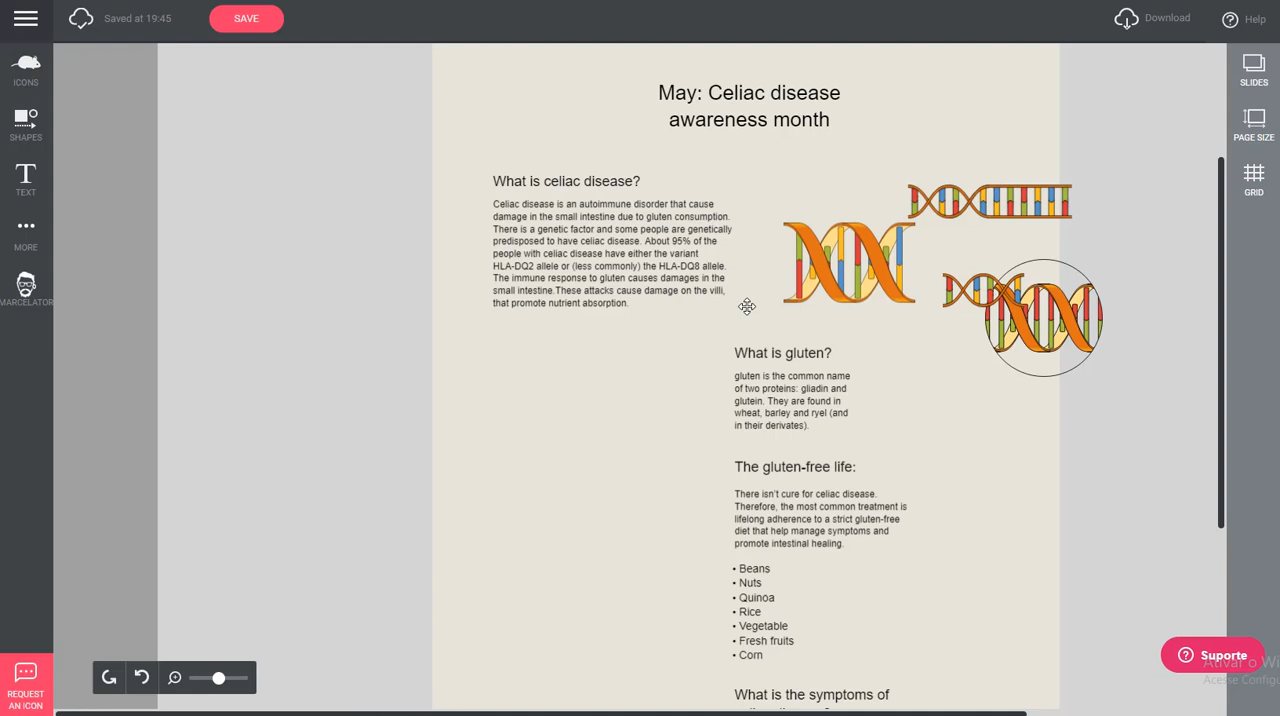 Saved at 19:45
SAVE
Download
Help
ICONS
SHAPES
TEXT
MORE
MARCELATOR
REQUEST
AN ICON
SLIDES
PAGE SIZE
GRID
May: Celiac disease
awareness month
What is celiac disease?
Celiac disease is an autoimmune disorder that cause
damage in the small intestine due to gluten consumption.
There is a genetic factor and some people are genetically
predisposed to have celiac disease. About 95% of the
people with celiac disease have either the variant
HLA-DQ2 allele or (less commonly) the HLA-DQ8 allele.
The immune response to gluten causes damages in the
small intestine.These attacks cause damage on the villi,
that promote nutrient absorption.
What is gluten?
gluten is the common name
of two proteins: gliadin and
glutein. They are found in
wheat, barley and ryel (and
in their derivates).
The gluten-free life:
There isn't cure for celiac disease.
Therefore, the most common treatment is
lifelong adherence to a strict gluten-free
diet that help manage symptoms and
promote intestinal healing.
• Beans
• Nuts
• Quinoa
• Rice
• Vegetable
• Fresh fruits
• Corn
What is the symptoms of
Suporte
Ativar o Wi
Acesse Configu